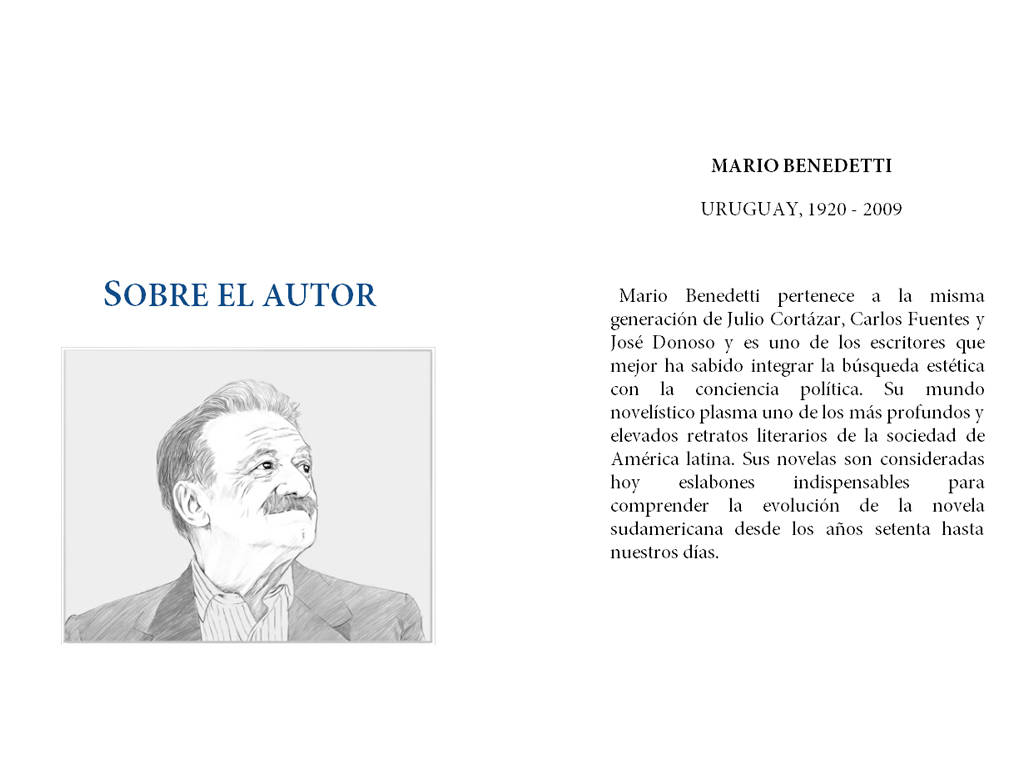 SOBRE EL AUTOR
MARIO BENEDETTI
URUGUAY, 1920 - 2009
Mario Benedetti pertenece a la misma
generación de Julio Cortázar, Carlos Fuentes y
José Donoso y es uno de los escritores que
mejor ha sabido integrar la búsqueda estética
con la conciencia política. Su mundo
novelístico plasma uno de los más profundos y
elevados retratos literarios de la sociedad de
América latina. Sus novelas son consideradas
hoy eslabones indispensables para
comprender la evolución de la novela
sudamericana desde los años setenta hasta
nuestros días.